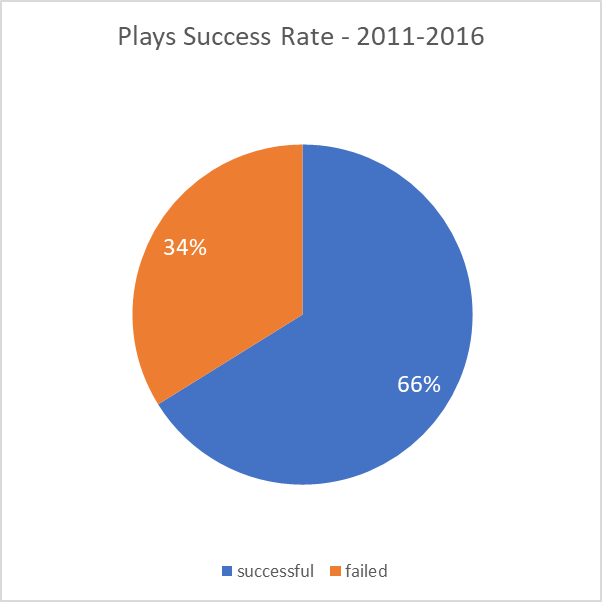 Plays Success Rate - 2011-2016
34%
66%
successful failed